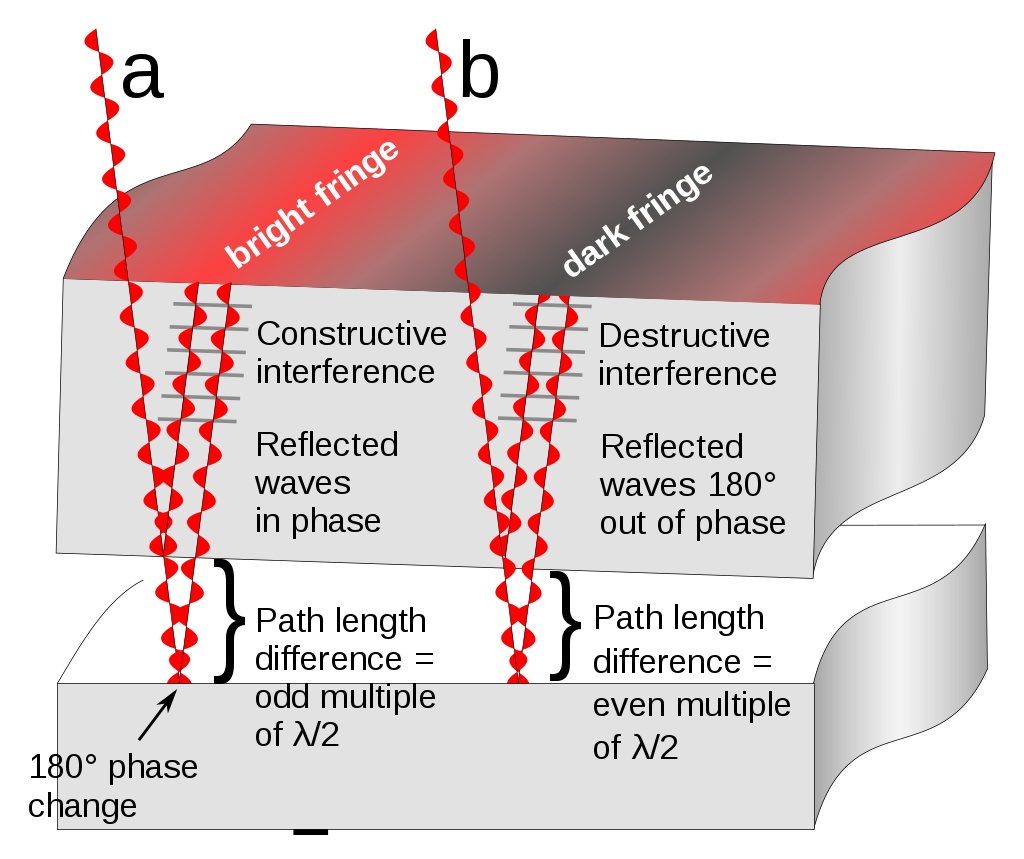 a
b
bright fringe
dark fringe
Constructive
interference
Reflected
waves
in phase
Destructive
interference
Reflected
waves 180°
out of phase
Path length
difference =
odd multiple
of λ/2
Path length
difference =
even multiple
of λ/2
180° phase
change